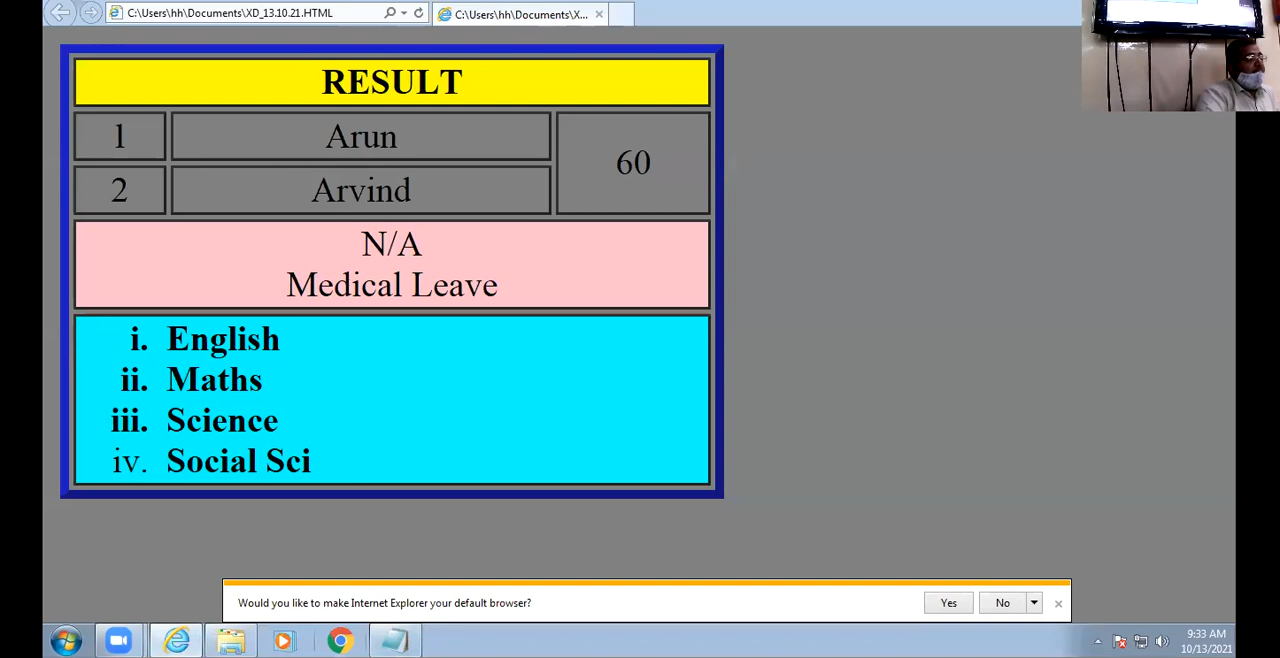 C:\Users\hh\Documents\XD_13.10.21.HTML
C:\Users\hh\Documents\X...
RESULT
1 Arun 60
2 Arvind
N/A
Medical Leave
i. English
ii. Maths
iii. Science
iv. Social Sci
Would you like to make Internet Explorer your default browser?
Yes No
9:33 AM
10/13/2021